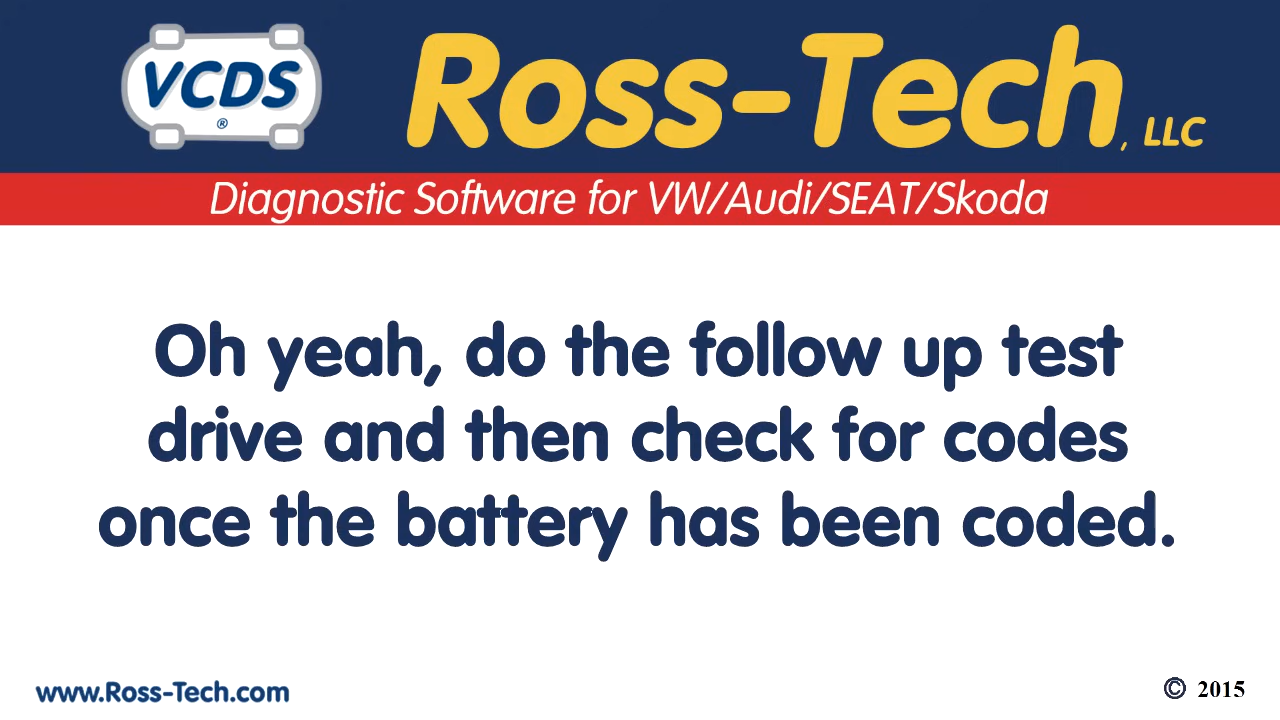 VCDS
®
Ross-Tech, LLC
Diagnostic Software for VW/Audi/SEAT/Skoda
Oh yeah, do the follow up test
drive and then check for codes
once the battery has been coded.
www.Ross-Tech.com
© 2015